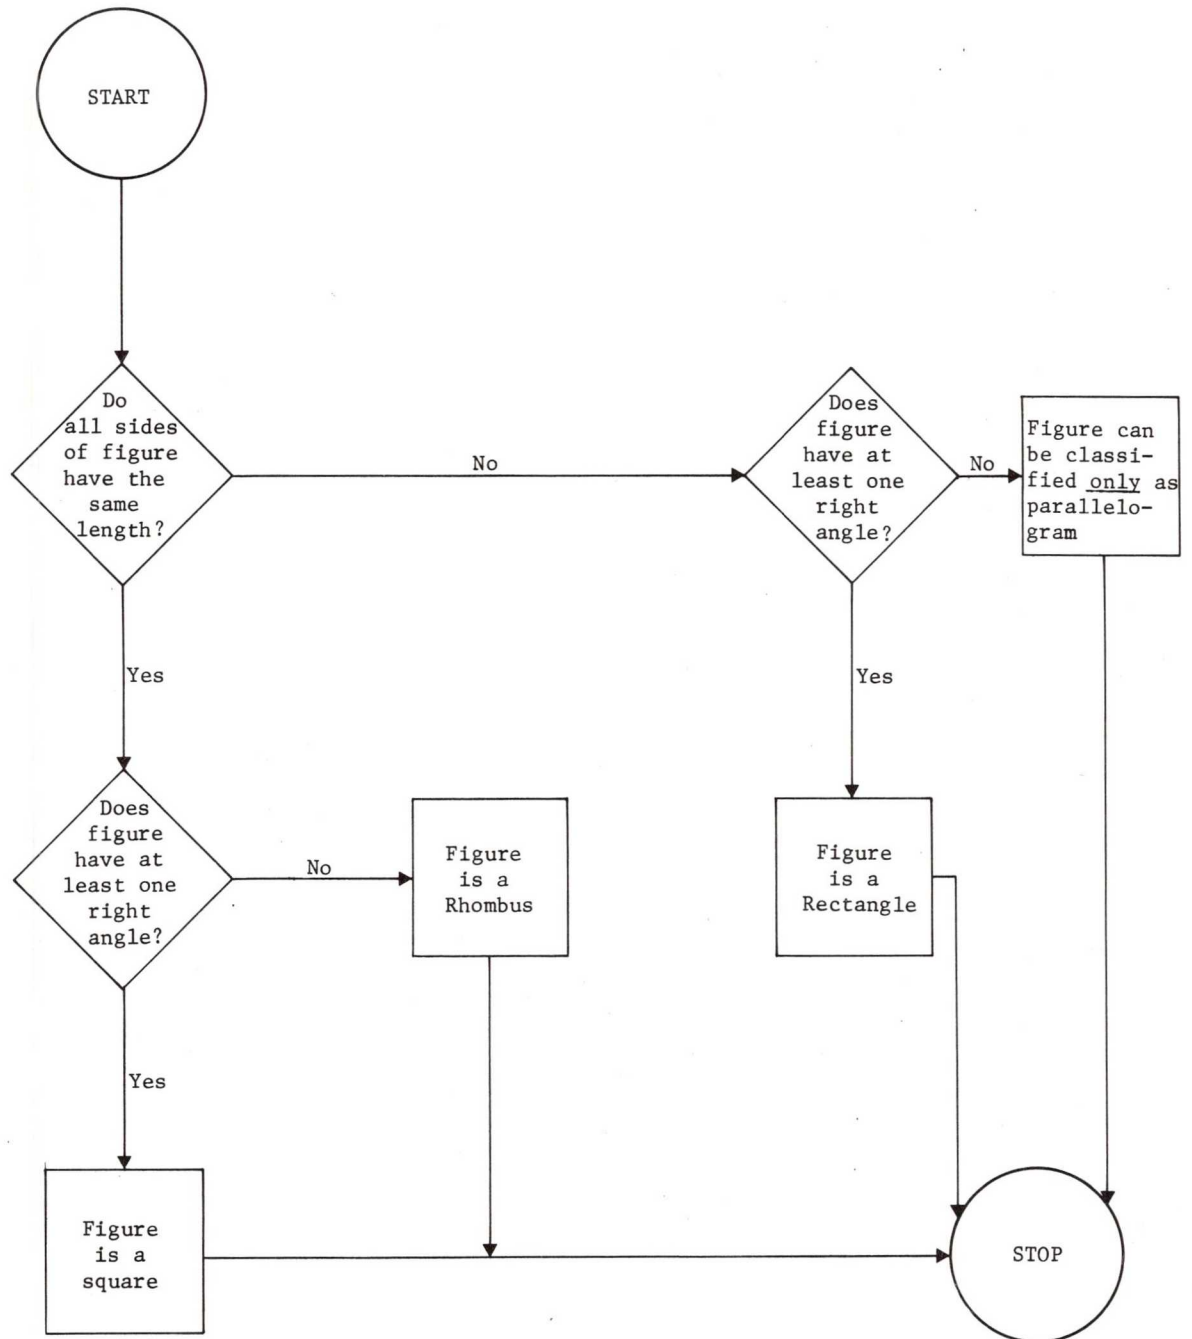 START
Do
all sides
of figure
have the
same
length?
No
Does
figure
have at
least one
right
angle?
No
Figure can
be classi-
fied only as
parallelo-
gram
Yes
Yes
Does
figure
have at
least one
right
angle?
No
Figure
is a
Rhombus
Figure
is a
Rectangle
Yes
Figure
is a
square
STOP